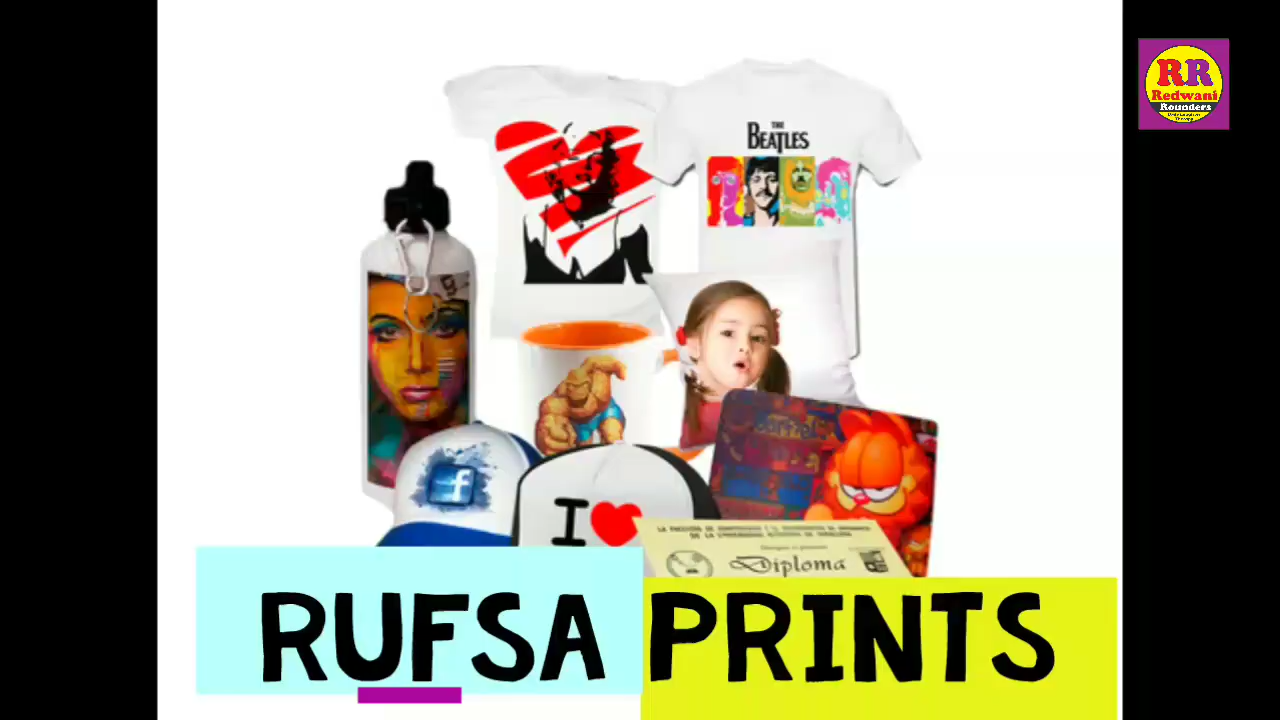 RR
Redwani
Rounders
THE
BEATLES
f
I
Diploma
RUFSA PRINTS